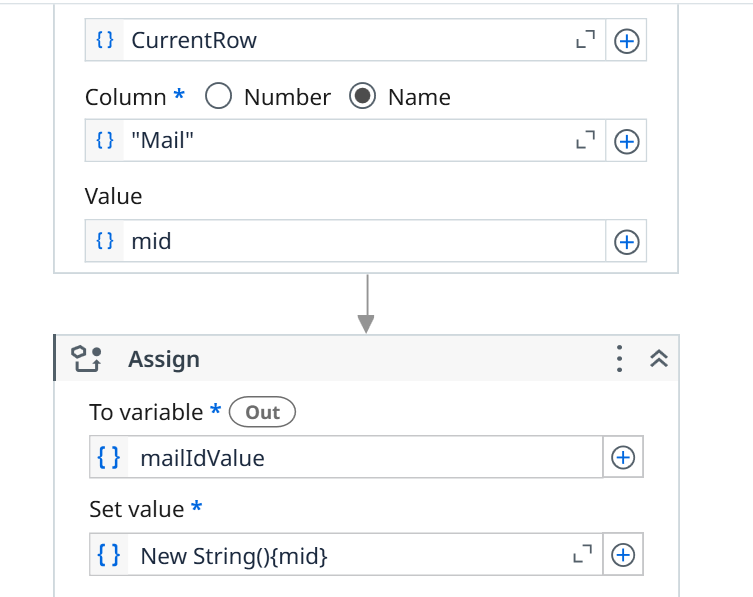 {} CurrentRow
Column * Number Name
{} "Mail"
Value
{} mid
Assign
To variable * Out
{} mailIdValue
Set value *
{} New String(){mid}